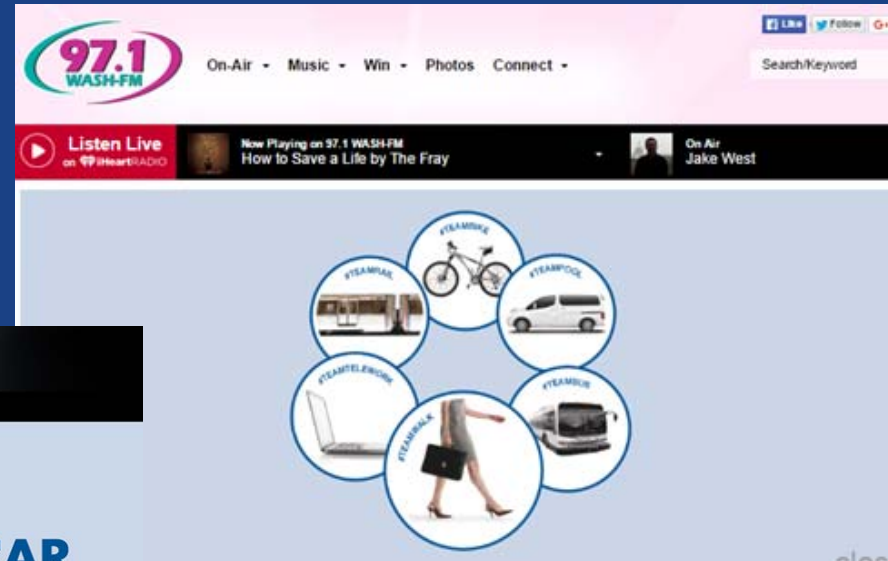 97.1
WASH-FM
On-Air
Music
Win
Photos
Connect
Like
Follow
Search/Keyword
Listen Live
on iHeartRADIO
Now Playing on 97.1 WASH-FM
How to Save a Life by The Fray
On Air
Jake West
#TEAMBIKE
#TEAMRAIL
#TEAMPOOL
#TEAMTELEWORK
#TEAMBUS
#TEAMWALK